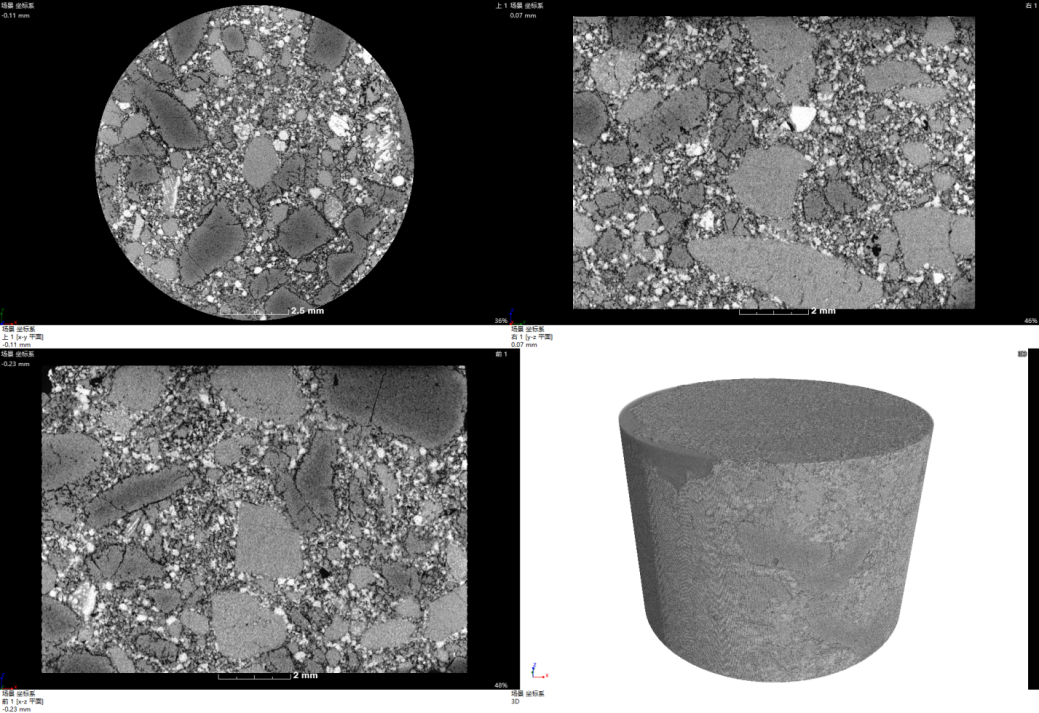 场景 坐标系
-0.11 mm
上 1
2.5 mm
36%
场景 坐标系
上 1 [x-y 平面]
-0.11 mm
场景 坐标系
0.07 mm
右 1
2 mm
46%
场景 坐标系
右 1 [y-z 平面]
0.07 mm
场景 坐标系
-0.23 mm
前 1
2 mm
48%
场景 坐标系
前 1 [x-z 平面]
-0.23 mm
场景 坐标系
3D